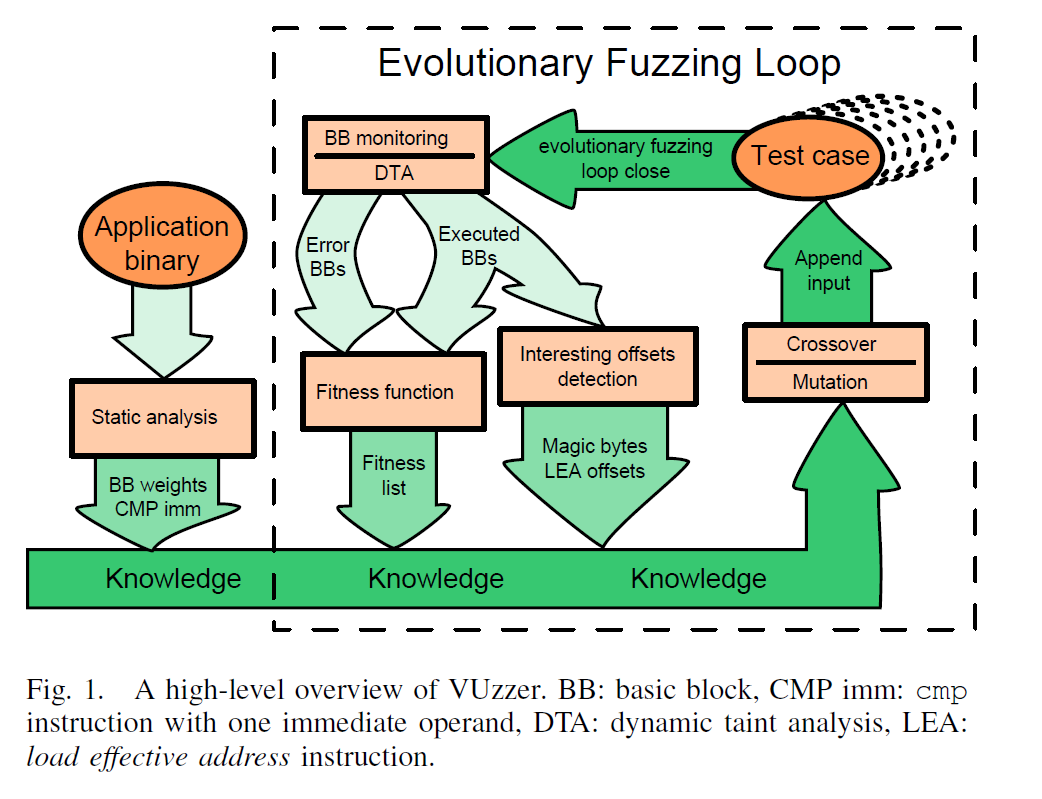 Evolutionary Fuzzing Loop
BB monitoring
DTA
evolutionary fuzzing
loop close
Test case
Application
binary
Error
BBs
Executed
BBs
Append
input
Static analysis
Fitness function
Interesting offsets
detection
Crossover
Mutation
BB weights
CMP imm
Fitness
list
Magic bytes
LEA offsets
Knowledge
Knowledge
Knowledge
Fig. 1. A high-level overview of VUzzer. BB: basic block, CMP imm: cmp
instruction with one immediate operand, DTA: dynamic taint analysis, LEA:
load effective address instruction.